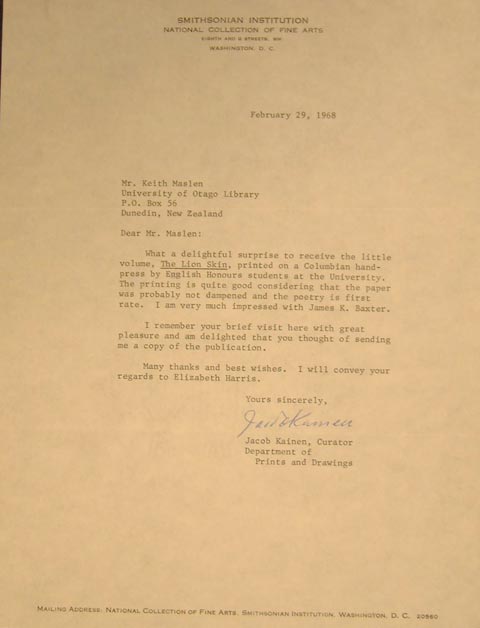 SMITHSONIAN INSTITUTION
NATIONAL COLLECTION OF FINE ARTS
EIGHTH AND G STREETS, NW
WASHINGTON, D. C.
February 29, 1968
Mr. Keith Maslen
University of Otago Library
P.O. Box 56
Dunedin, New Zealand
Dear Mr. Maslen:
What a delightful surprise to receive the little
volume, The Lion Skin, printed on a Columbian hand-
press by English Honours students at the University.
The printing is quite good considering that the paper
was probably not dampened and the poetry is first
rate. I am very much impressed with James K. Baxter.
I remember your brief visit here with great
pleasure and am delighted that you thought of sending
me a copy of the publication.
Many thanks and best wishes. I will convey your
regards to Elizabeth Harris.
Yours sincerely,
Jacob Kainen
Jacob Kainen, Curator
Department of
Prints and Drawings
MAILING ADDRESS: NATIONAL COLLECTION OF FINE ARTS, SMITHSONIAN INSTITUTION, WASHINGTON, D. C. 20560